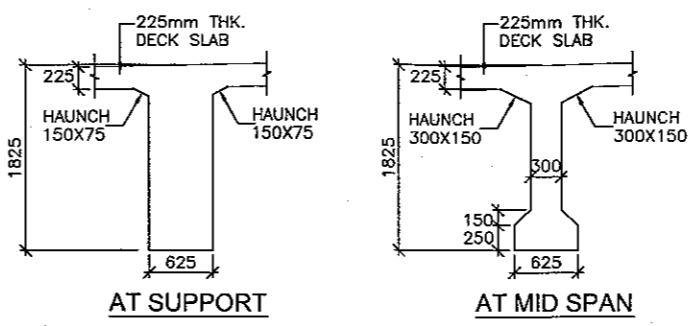 225mm THK.
DECK SLAB
225
HAUNCH
150X75
HAUNCH
150X75
1825
625
AT SUPPORT
225mm THK.
DECK SLAB
225
HAUNCH
300X150
HAUNCH
300X150
1825
300
150
250
625
AT MID SPAN